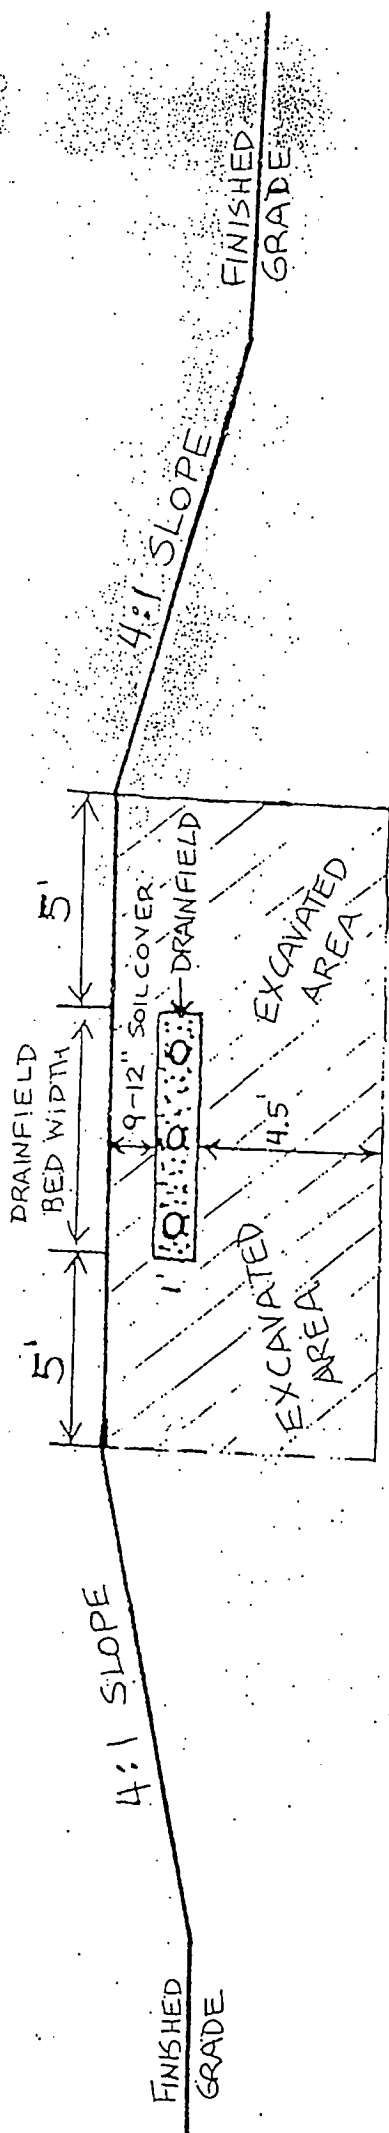 FINISHED
GRADE
4:1 SLOPE
5'
DRAINFIELD
BED WIDTH
5'
9-12" SOIL COVER
1'
DRAINFIELD
4.5'
EXCAVATED
AREA
EXCAVATED
AREA
4:1 SLOPE
FINISHED
GRADE